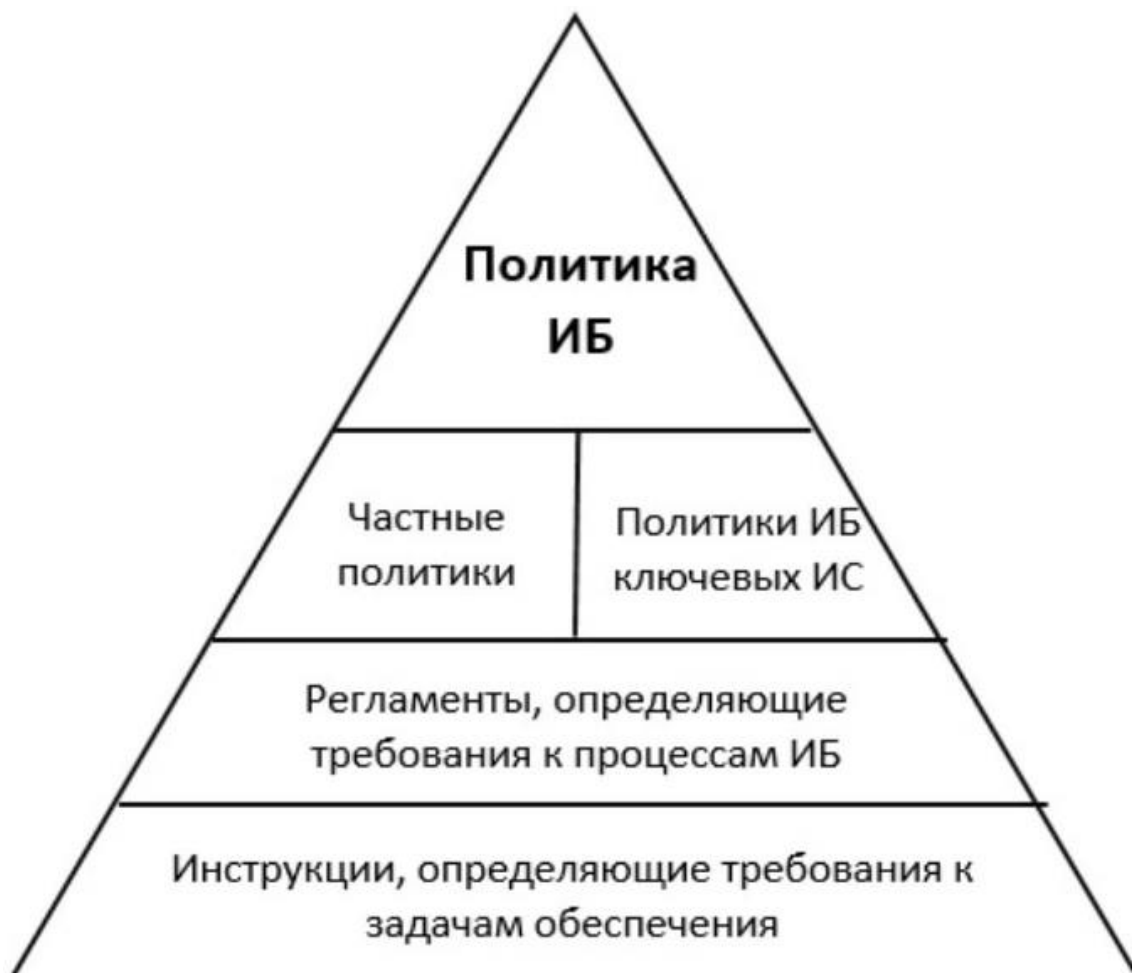 Политика
ИБ
Частные
политики
Политики ИБ
ключевых ИС
Регламенты, определяющие
требования к процессам ИБ
Инструкции, определяющие требования к
задачам обеспечения